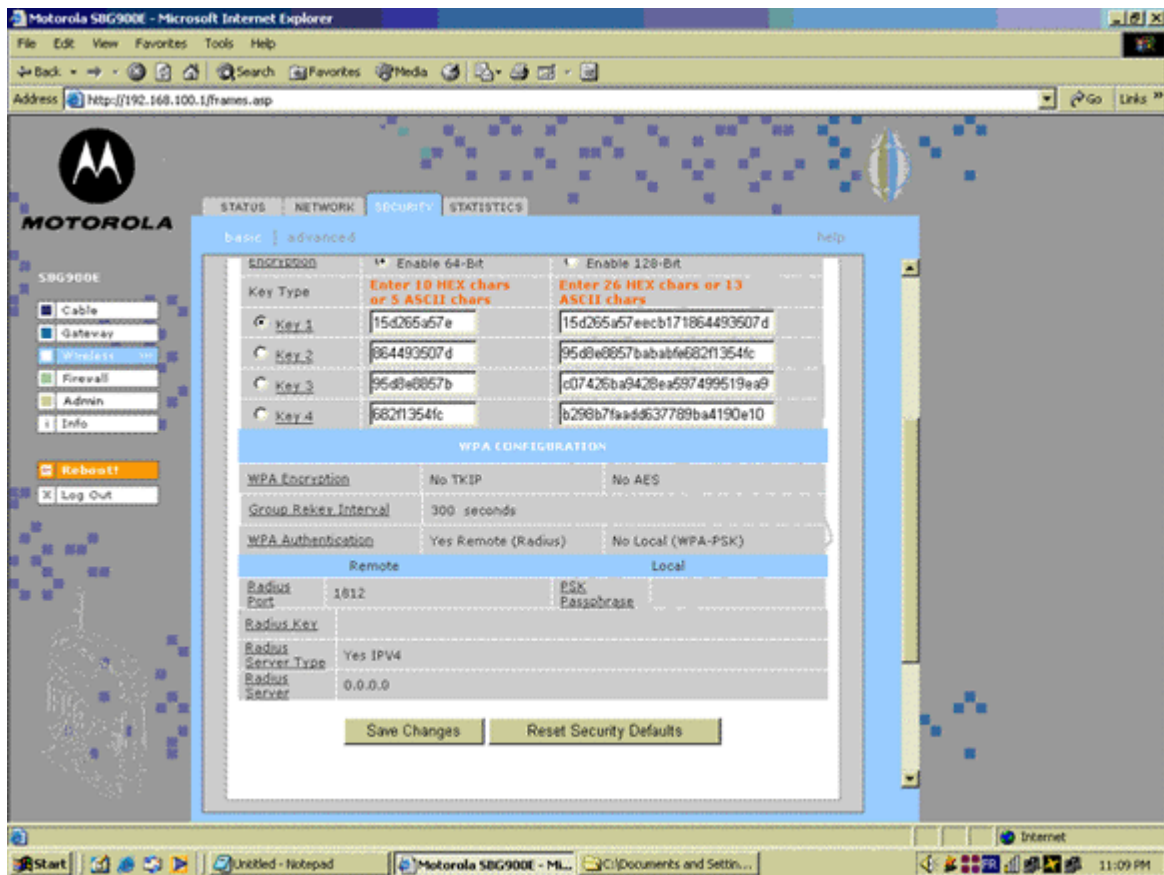 Motorola SBG900E - Microsoft Internet Explorer
File Edit View Favorites Tools Help
Back Search Favorites Media
Address http://192.168.100.1/frames.asp Go Links »
MOTOROLA
STATUS NETWORK SECURITY STATISTICS
basic | advanced help
SBG900E
Cable
Gateway
Wireless >>>
Firewall
Admin
i Info
Reboot!
X Log Out
Encryption Enable 64-Bit Enable 128-Bit
Key Type Enter 10 HEX chars or 5 ASCII chars Enter 26 HEX chars or 13 ASCII chars
Key 1 15d265a57e 15d265a57eecb171864493507d
Key 2 864493507d 95d8e8857bababfe682f1354fc
Key 3 95d8e8857b c07426ba9428ea597499519ea9
Key 4 682f1354fc b298b7faadd637789ba4190e10
WPA CONFIGURATION
WPA Encryption No TKIP No AES
Group Rekey Interval 300 seconds
WPA Authentication Yes Remote (Radius) No Local (WPA-PSK)
Remote Local
Radius Port 1812 PSK Passphrase
Radius Key
Radius Server Type Yes IPV4
Radius Server 0.0.0.0
Save Changes Reset Security Defaults
Internet
Start Untitled - Notepad Motorola SBG900E - Mi... C:\Documents and Settin... FR 11:09 PM